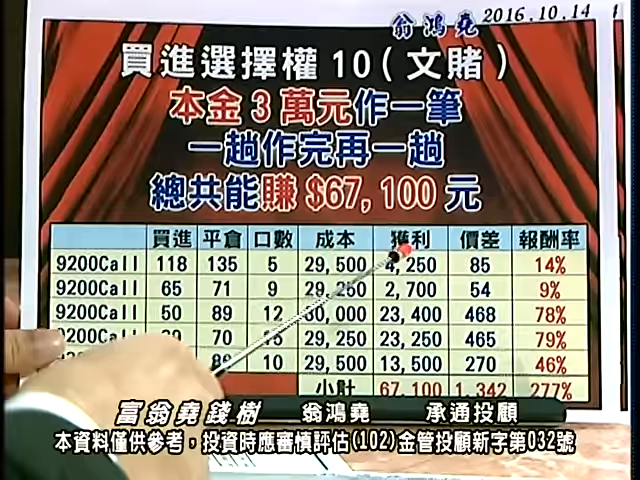 翁鴻堯 2016.10.14
買進選擇權10(文賭)
本金3萬元作一筆
一趟作完再一趟
總共能賺$67,100元
買進 平倉 口數 成本 獲利 價差 報酬率
9200Call 118 135 5 29,500 4,250 85 14%
9200Call 65 71 9 29,250 2,700 54 9%
9200Call 50 89 12 30,000 23,400 468 78%
9200Call 70 29,250 23,250 465 79%
10 29,500 13,500 270 46%
小計 67,100 1,342 277%
富翁堯錢樹 翁鴻堯 承通投顧
本資料僅供參考，投資時應審慎評估(102)金管投顧新字第032號